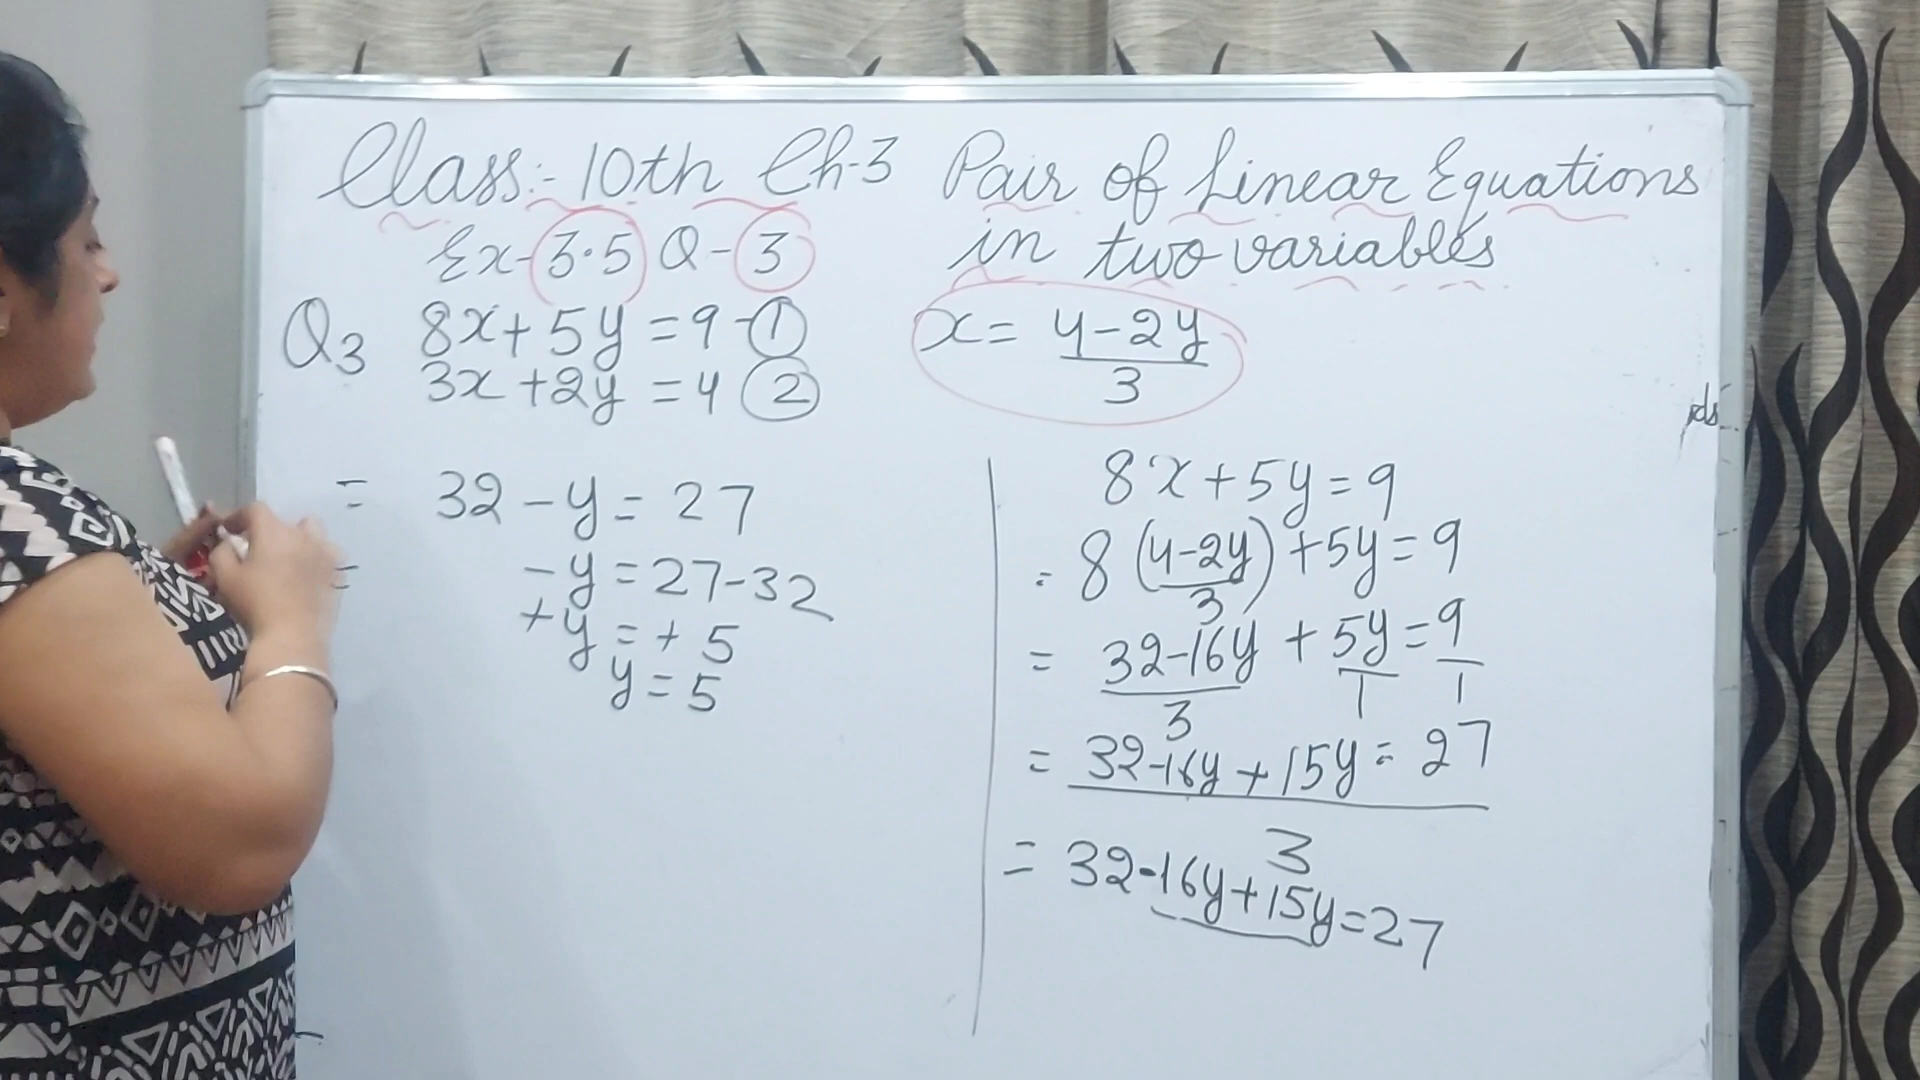 Class:- 10th Ch-3 Pair of Linear Equations
in two variables
Ex-3.5 Q-3
Q3 8x+5y=9-①
3x+2y=4 ②
x= 4-2y
3
= 32-y=27
= -y=27-32
+y=+5
y=5
8x+5y=9
= 8(4-2y)+5y=9
3
= 32-16y + 5y=9
3 1 1
= 32-16y+15y=27
3
= 32-16y+15y=27